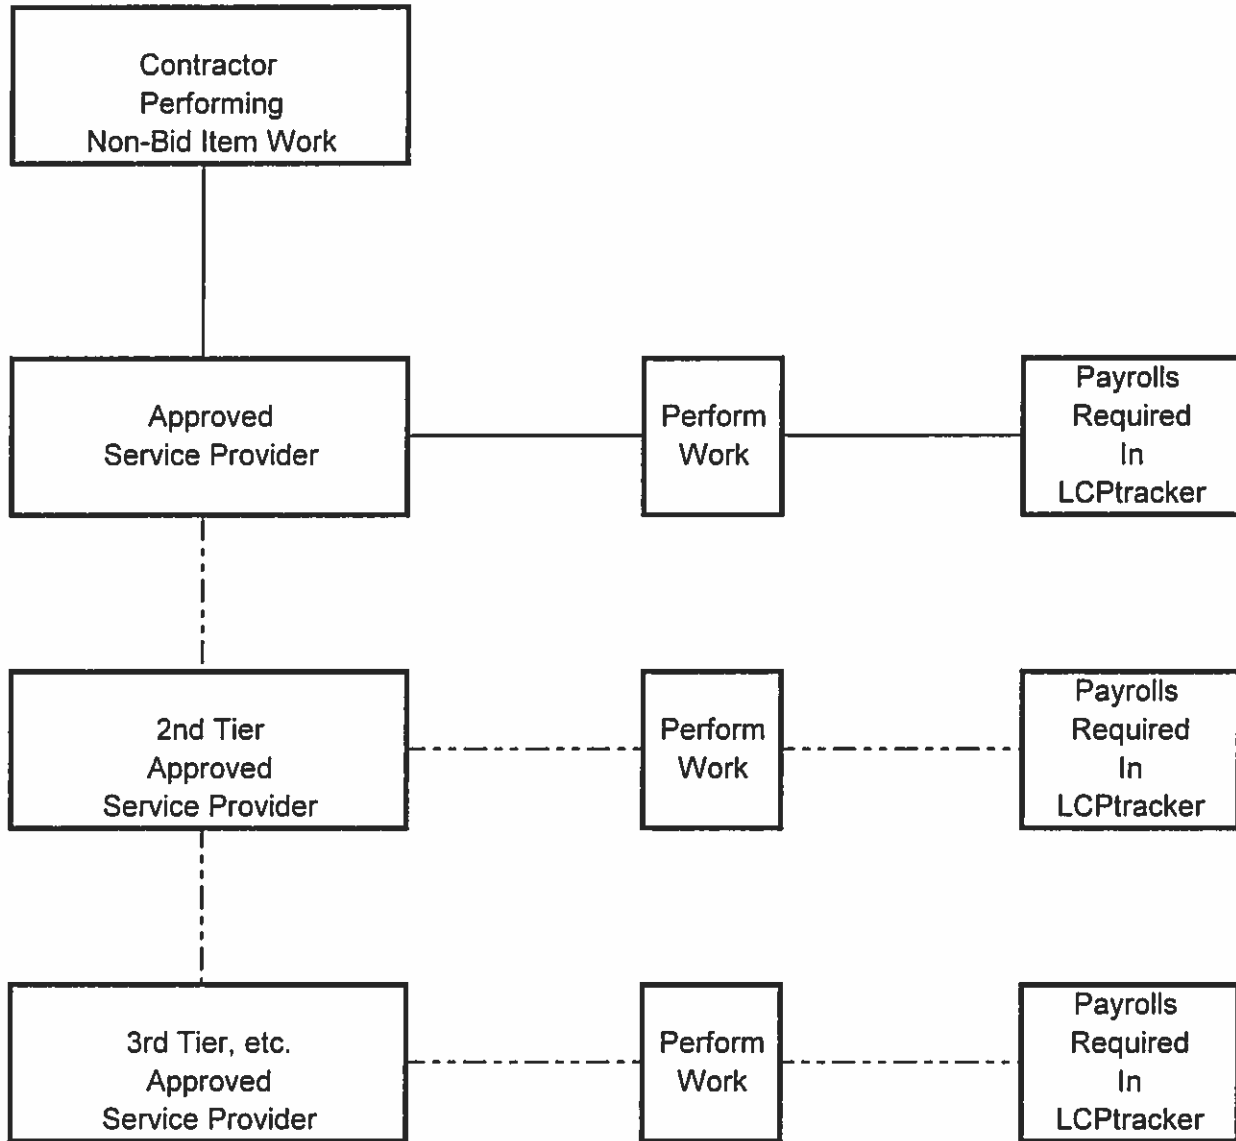 Contractor
Performing
Non-Bid Item Work
Approved
Service Provider
Perform
Work
Payrolls
Required
In
LCPtracker
2nd Tier
Approved
Service Provider
Perform
Work
Payrolls
Required
In
LCPtracker
3rd Tier, etc.
Approved
Service Provider
Perform
Work
Payrolls
Required
In
LCPtracker